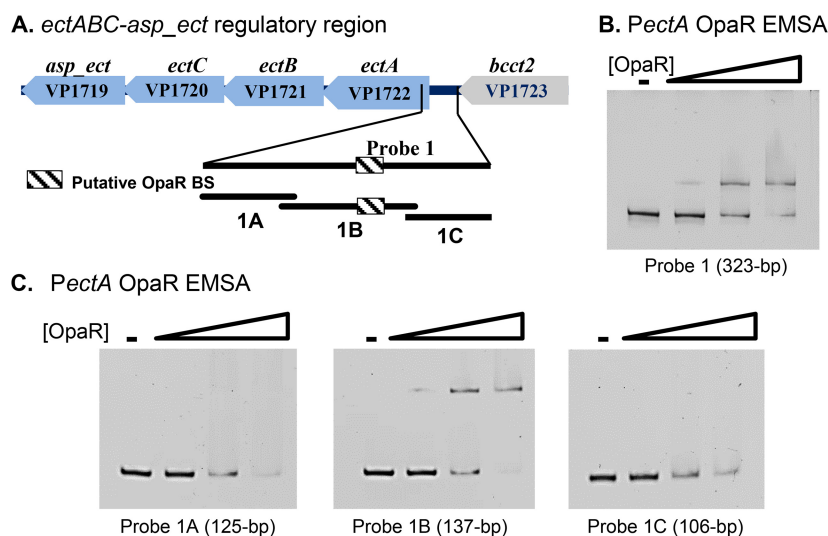 A. ectABC-asp_ect regulatory region
asp_ect ectC ectB ectA bcct2
VP1719 VP1720 VP1721 VP1722 VP1723
Probe 1
Putative OpaR BS
1A
1B
1C
B. PectA OpaR EMSA
[OpaR]
-
Probe 1 (323-bp)
C. PectA OpaR EMSA
[OpaR] - - -
Probe 1A (125-bp) Probe 1B (137-bp) Probe 1C (106-bp)